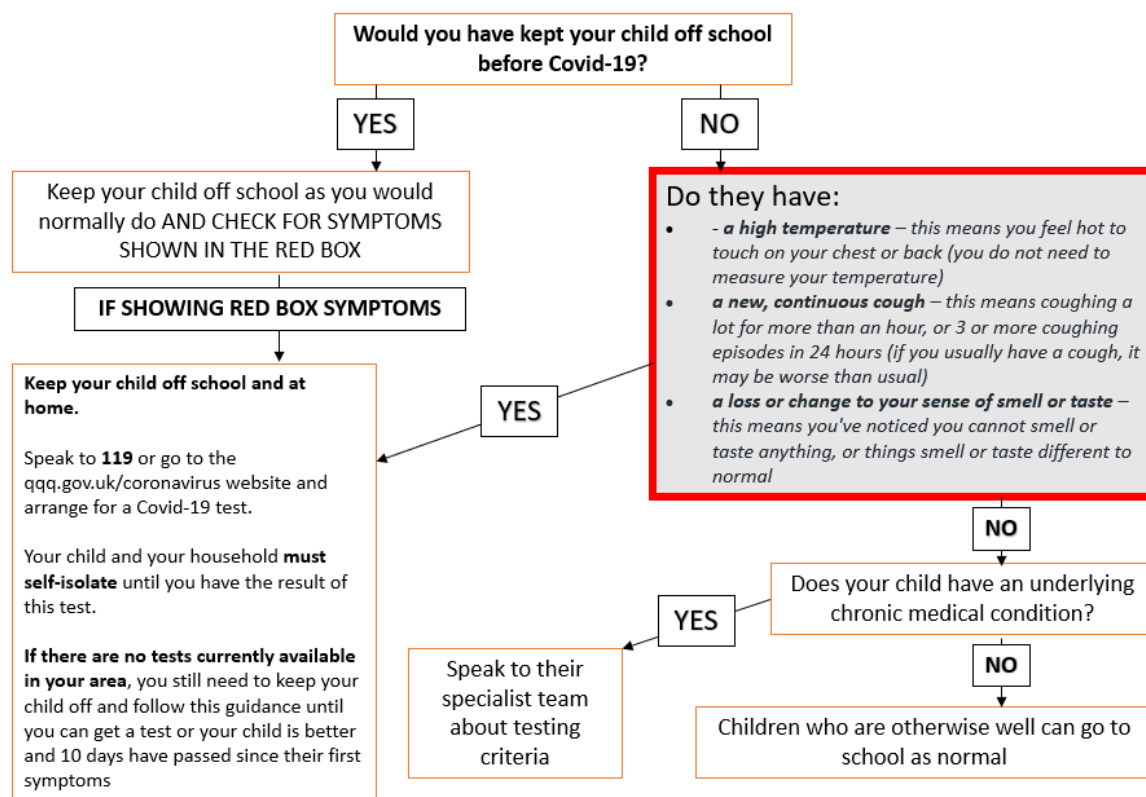 Would you have kept your child off school
before Covid-19?
YES
NO
Keep your child off school as you would
normally do AND CHECK FOR SYMPTOMS
SHOWN IN THE RED BOX
IF SHOWING RED BOX SYMPTOMS
Do they have:
• - a high temperature – this means you feel hot to
touch on your chest or back (you do not need to
measure your temperature)
• a new, continuous cough – this means coughing a
lot for more than an hour, or 3 or more coughing
episodes in 24 hours (if you usually have a cough, it
may be worse than usual)
• a loss or change to your sense of smell or taste –
this means you've noticed you cannot smell or
taste anything, or things smell or taste different to
normal
YES
Keep your child off school and at
home.
Speak to 119 or go to the
qqq.gov.uk/coronavirus website and
arrange for a Covid-19 test.
Your child and your household must
self-isolate until you have the result of
this test.
If there are no tests currently available
in your area, you still need to keep your
child off and follow this guidance until
you can get a test or your child is better
and 10 days have passed since their first
symptoms
NO
Does your child have an underlying
chronic medical condition?
YES
Speak to their
specialist team
about testing
criteria
NO
Children who are otherwise well can go to
school as normal